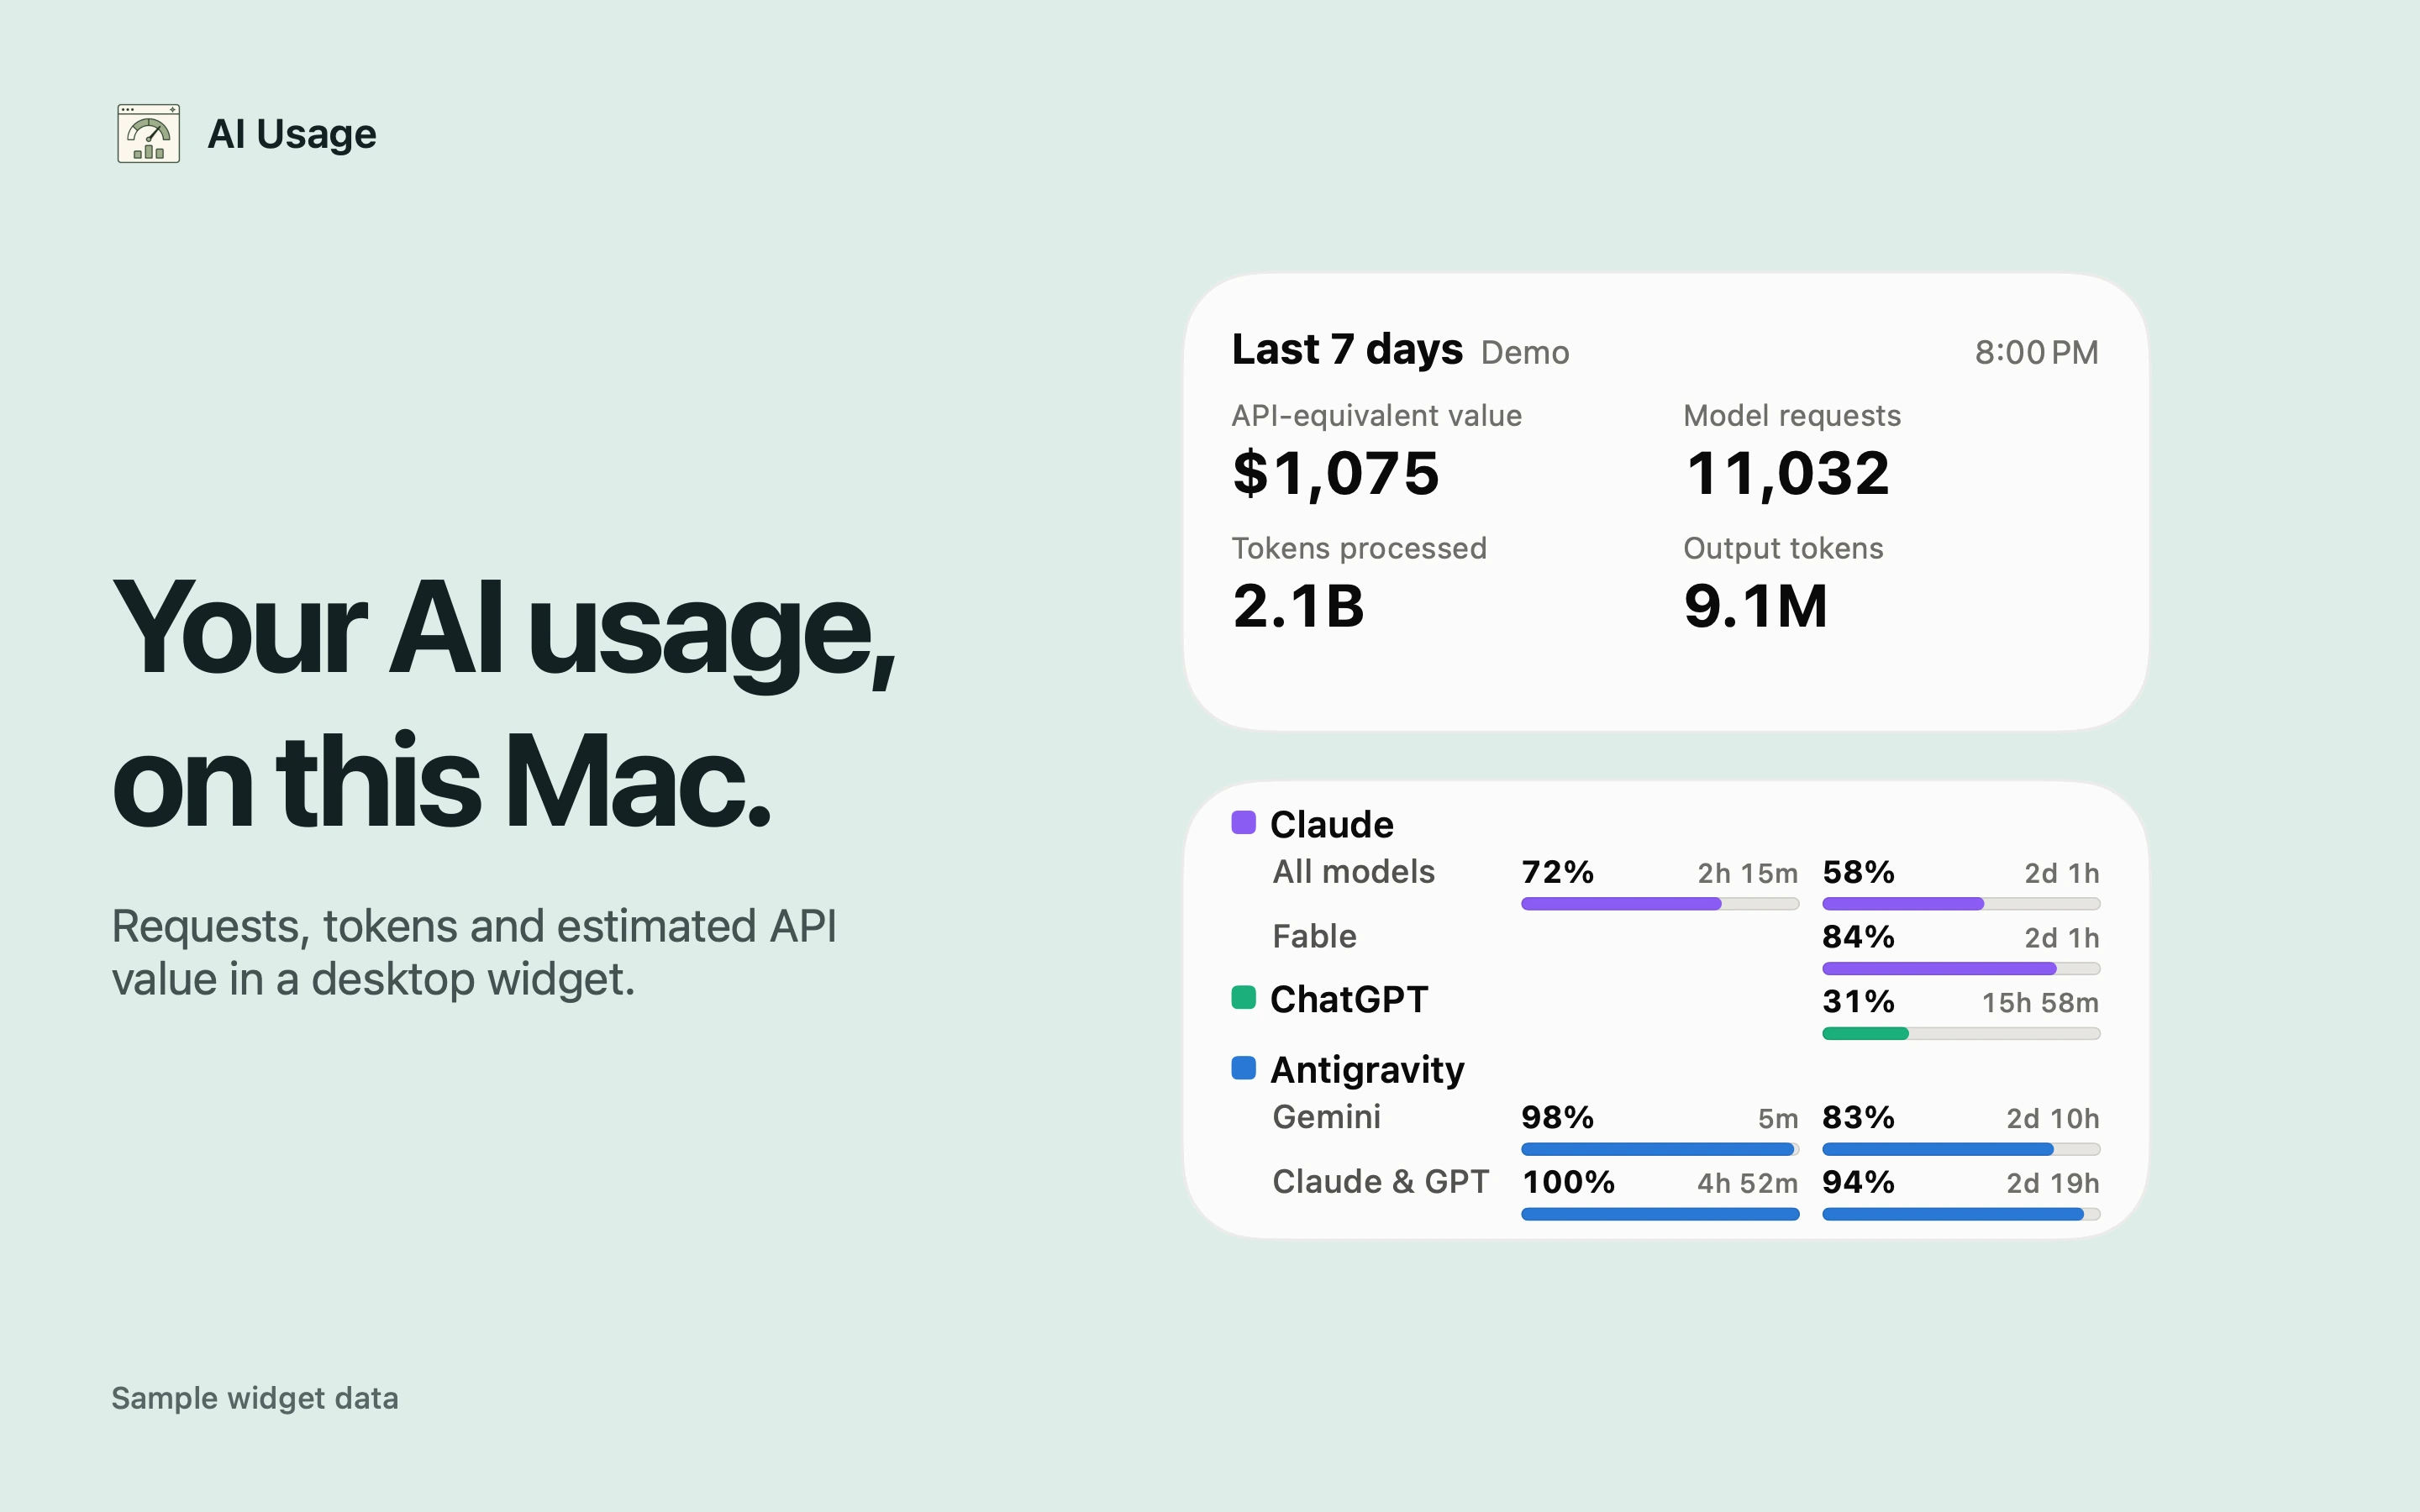 AI Usage
Your AI usage,
on this Mac.
Requests, tokens and estimated API
value in a desktop widget.
Sample widget data
Last 7 days Demo 8:00 PM
API-equivalent value Model requests
$1,075 11,032
Tokens processed Output tokens
2.1B 9.1M
Claude
All models 72% 2h 15m 58% 2d 1h
Fable 84% 2d 1h
ChatGPT 31% 15h 58m
Antigravity
Gemini 98% 5m 83% 2d 10h
Claude & GPT 100% 4h 52m 94% 2d 19h